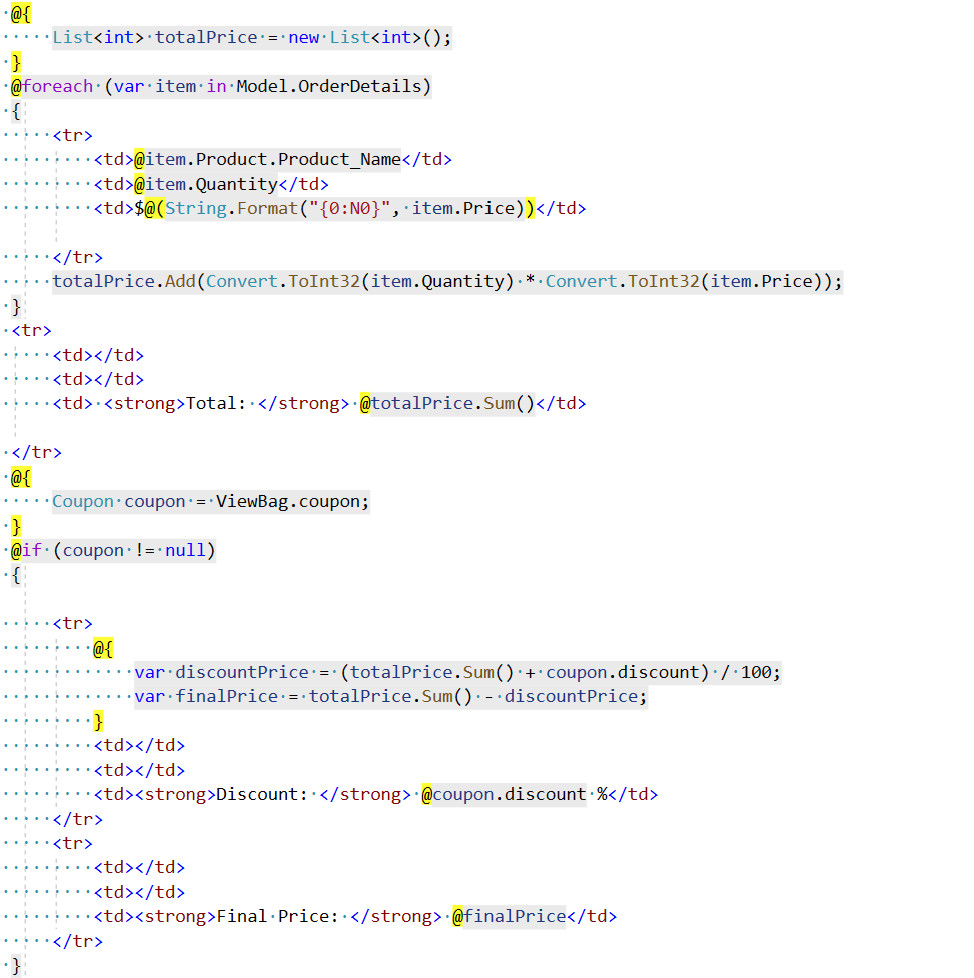 @{
    List<int> totalPrice = new List<int>();
}
@foreach (var item in Model.OrderDetails)
{
    <tr>
        <td>@item.Product.Product_Name</td>
        <td>@item.Quantity</td>
        <td>$@(String.Format("{0:N0}", item.Price))</td>

    </tr>
    totalPrice.Add(Convert.ToInt32(item.Quantity) * Convert.ToInt32(item.Price));
}
<tr>
    <td></td>
    <td></td>
    <td> <strong>Total: </strong> @totalPrice.Sum()</td>

</tr>
@{
    Coupon coupon = ViewBag.coupon;
}
@if (coupon != null)
{

    <tr>
        @{
            var discountPrice = (totalPrice.Sum() + coupon.discount) / 100;
            var finalPrice = totalPrice.Sum() - discountPrice;
        }
        <td></td>
        <td></td>
        <td><strong>Discount: </strong> @coupon.discount %</td>
    </tr>
    <tr>
        <td></td>
        <td></td>
        <td><strong>Final Price: </strong> @finalPrice</td>
    </tr>
}